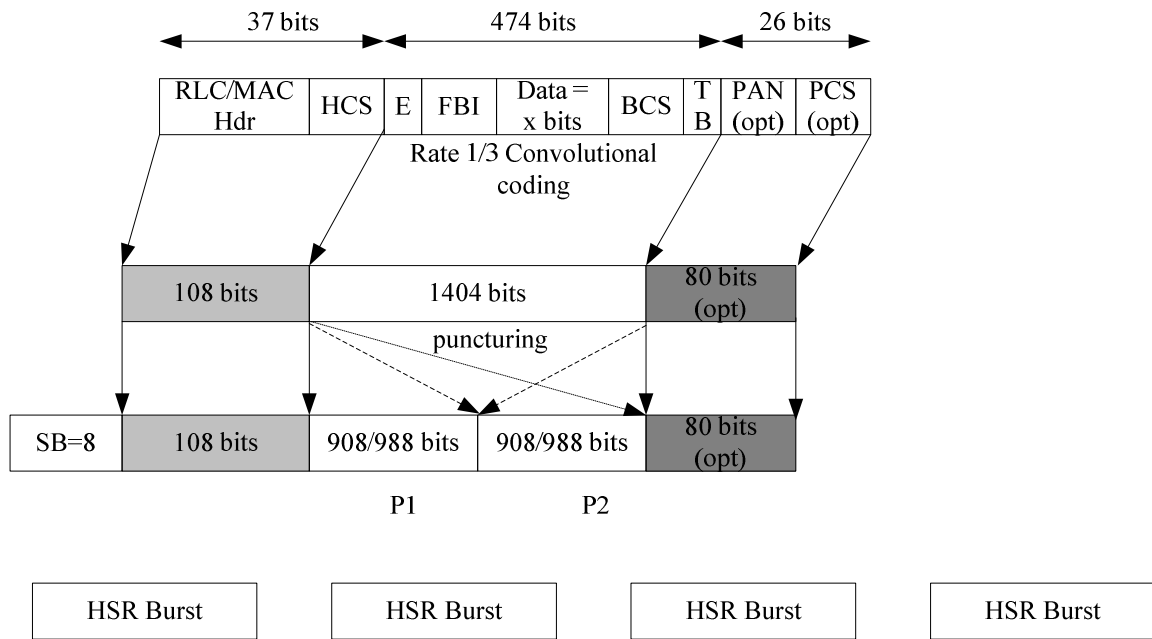 37 bits 474 bits 26 bits
RLC/MAC
Hdr
HCS
E
FBI
Data =
x bits
BCS
T
B
PAN
(opt)
PCS
(opt)
Rate 1/3 Convolutional
coding
108 bits
1404 bits
80 bits
(opt)
puncturing
SB=8
108 bits
908/988 bits
908/988 bits
80 bits
(opt)
P1
P2
HSR Burst
HSR Burst
HSR Burst
HSR Burst